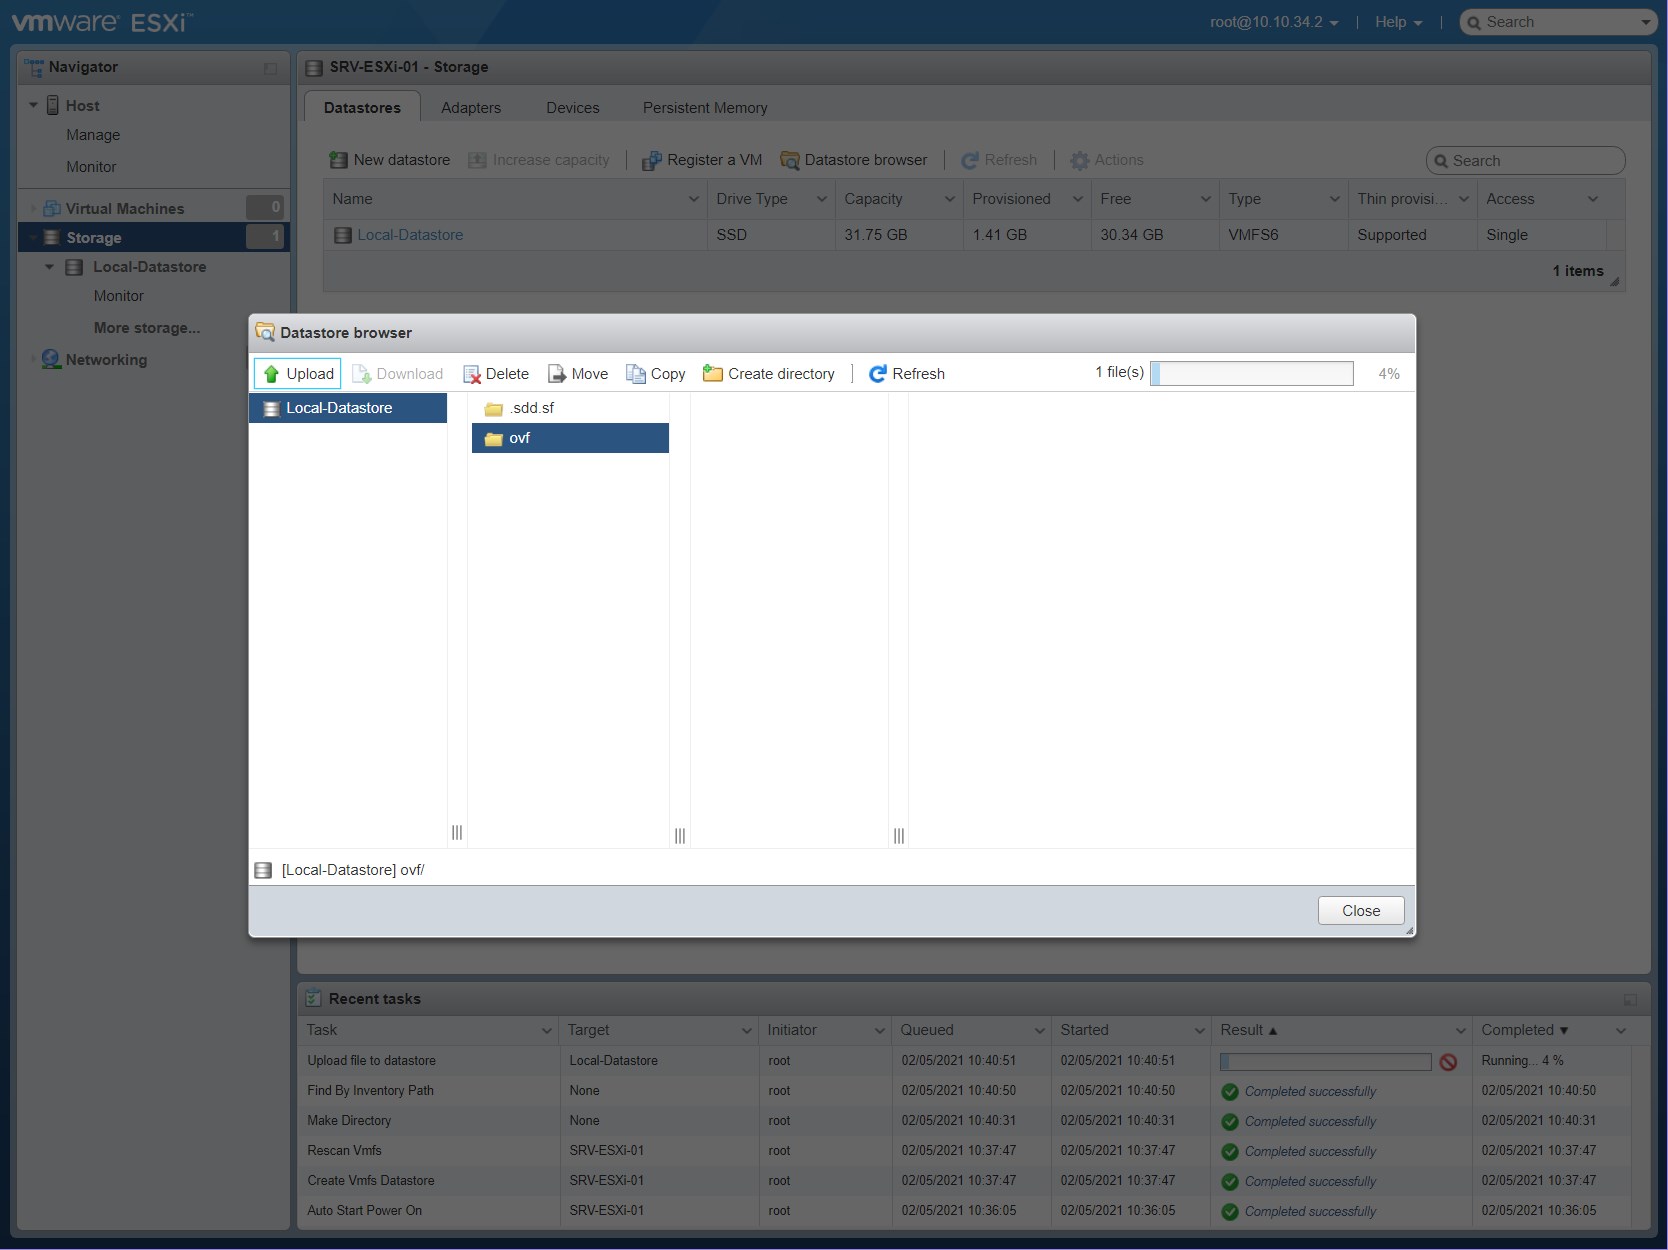 vmware® ESXi™
root@10.10.34.2 | Help | Search
Navigator
Host
Manage
Monitor
Virtual Machines 0
Storage 1
Local-Datastore
Monitor
More storage...
Networking
SRV-ESXi-01 - Storage
Datastores Adapters Devices Persistent Memory
New datastore Increase capacity | Register a VM Datastore browser | Refresh | Actions Search
Name Drive Type Capacity Provisioned Free Type Thin provisi... Access
Local-Datastore SSD 31.75 GB 1.41 GB 30.34 GB VMFS6 Supported Single
1 items
Datastore browser
Upload Download Delete Move Copy Create directory | Refresh 1 file(s) 4%
Local-Datastore .sdd.sf
ovf
[Local-Datastore] ovf/
Close
Recent tasks
Task Target Initiator Queued Started Result ▲ Completed ▼
Upload file to datastore Local-Datastore root 02/05/2021 10:40:51 02/05/2021 10:40:51 Running... 4 %
Find By Inventory Path None root 02/05/2021 10:40:50 02/05/2021 10:40:50 Completed successfully 02/05/2021 10:40:50
Make Directory None root 02/05/2021 10:40:31 02/05/2021 10:40:31 Completed successfully 02/05/2021 10:40:31
Rescan Vmfs SRV-ESXi-01 root 02/05/2021 10:37:47 02/05/2021 10:37:47 Completed successfully 02/05/2021 10:37:47
Create Vmfs Datastore SRV-ESXi-01 root 02/05/2021 10:37:47 02/05/2021 10:37:47 Completed successfully 02/05/2021 10:37:47
Auto Start Power On SRV-ESXi-01 root 02/05/2021 10:36:05 02/05/2021 10:36:05 Completed successfully 02/05/2021 10:36:05